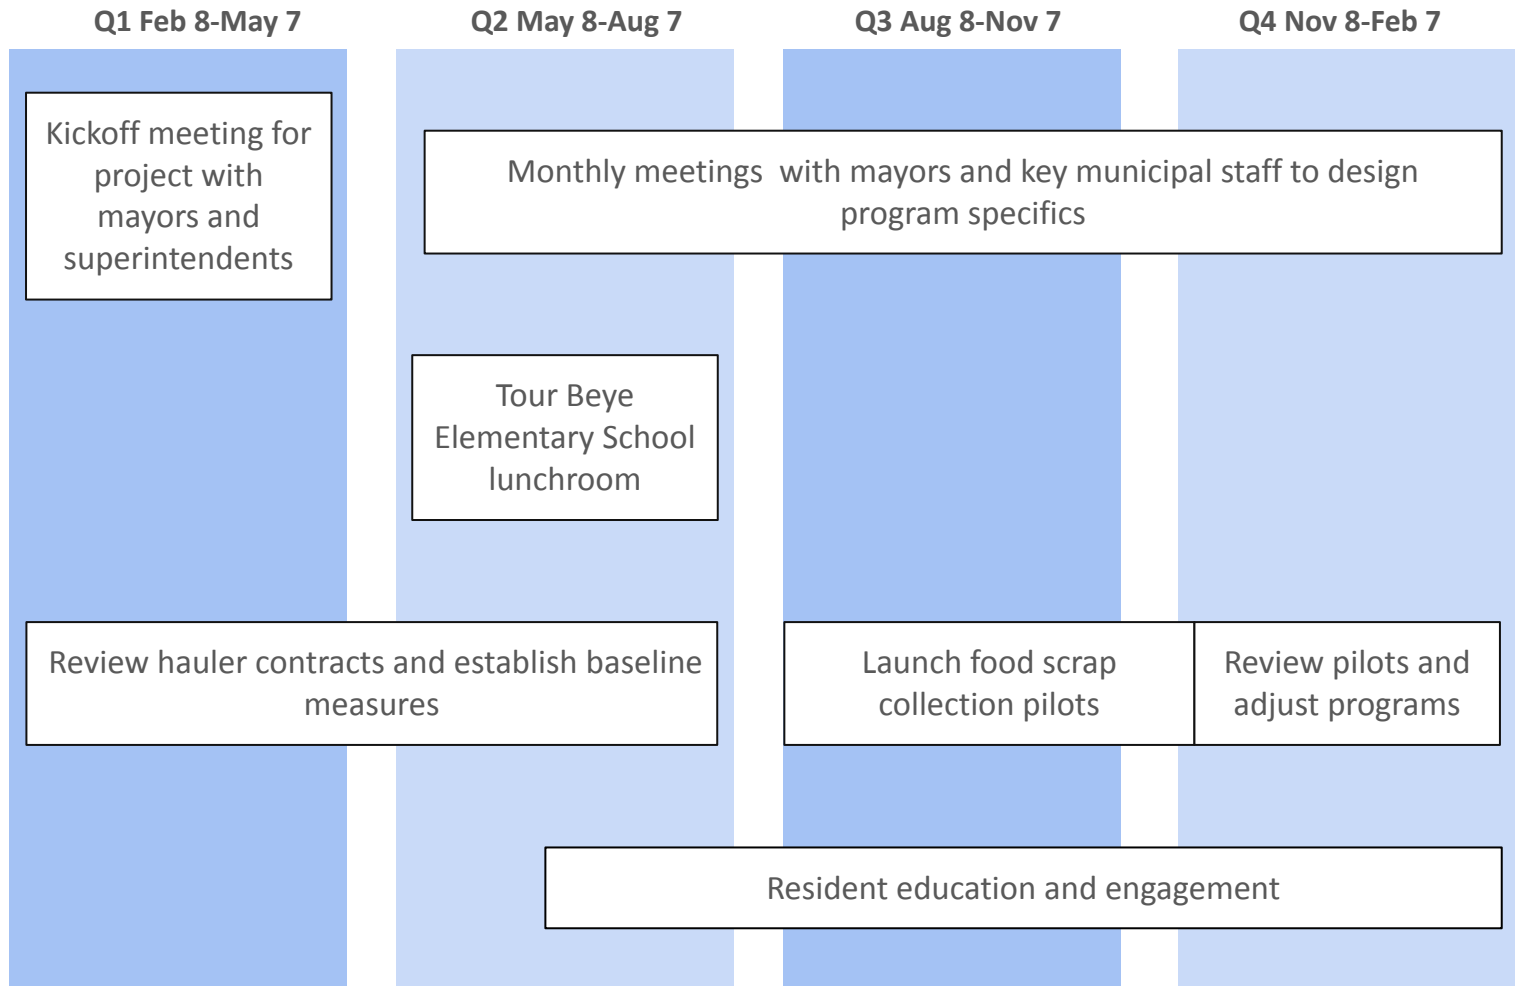 Q1 Feb 8-May 7
Q2 May 8-Aug 7
Q3 Aug 8-Nov 7
Q4 Nov 8-Feb 7
Kickoff meeting for
project with
mayors and
superintendents
Monthly meetings  with mayors and key municipal staff to design
program specifics
Tour Beye
Elementary School
lunchroom
Review hauler contracts and establish baseline
measures
Launch food scrap
collection pilots
Review pilots and
adjust programs
Resident education and engagement